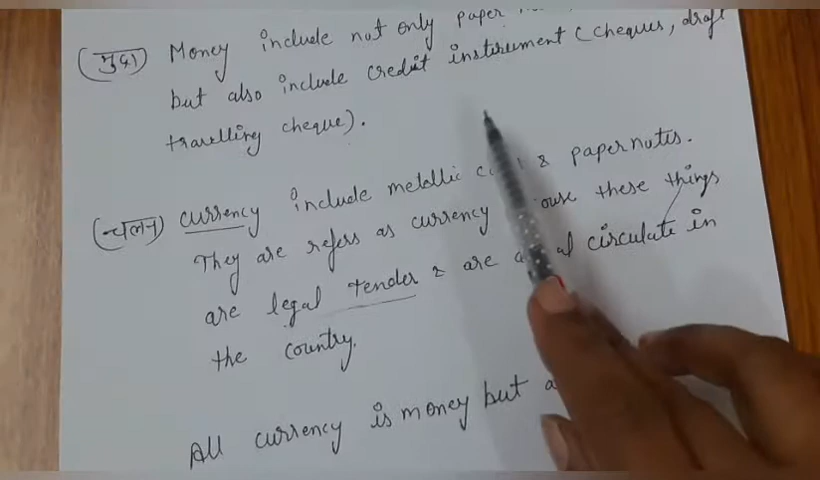 (मुद्रा) Money include not only paper
but also include credit instrument (cheques, draft
travelling cheque).
(चलन) currency include metallic & papernotes.
They are refers as currency these things
are legal tender & are circulate in
the country.
All currency is money but